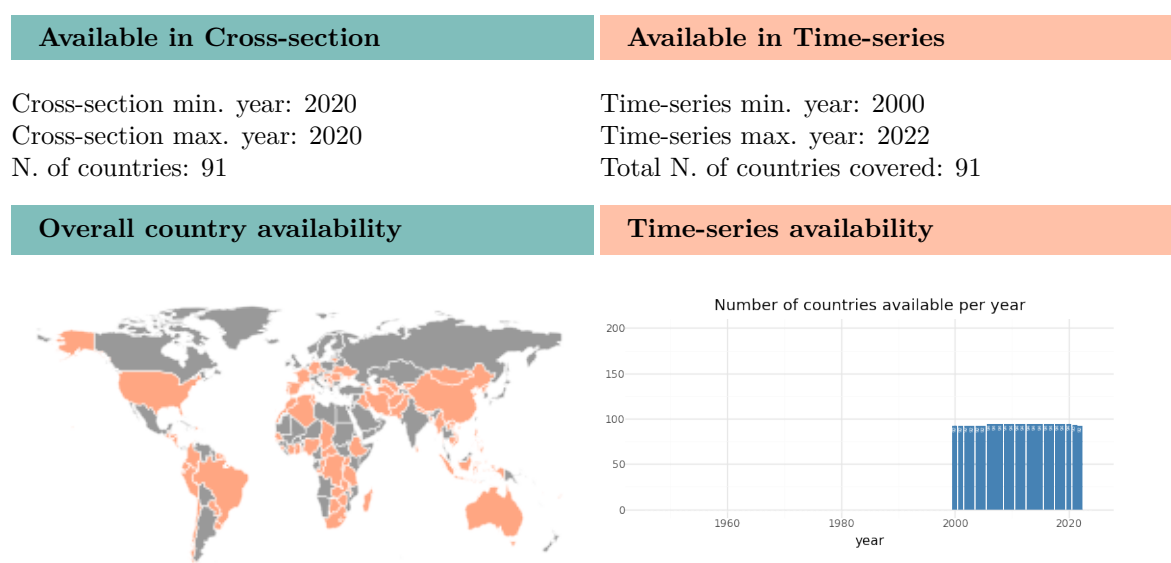 Available in Cross-section
Available in Time-series
Cross-section min. year: 2020
Cross-section max. year: 2020
N. of countries: 91
Time-series min. year: 2000
Time-series max. year: 2022
Total N. of countries covered: 91
Overall country availability
Time-series availability
Number of countries available per year
200
150
100
50
0
1960 1980 2000 2020
year